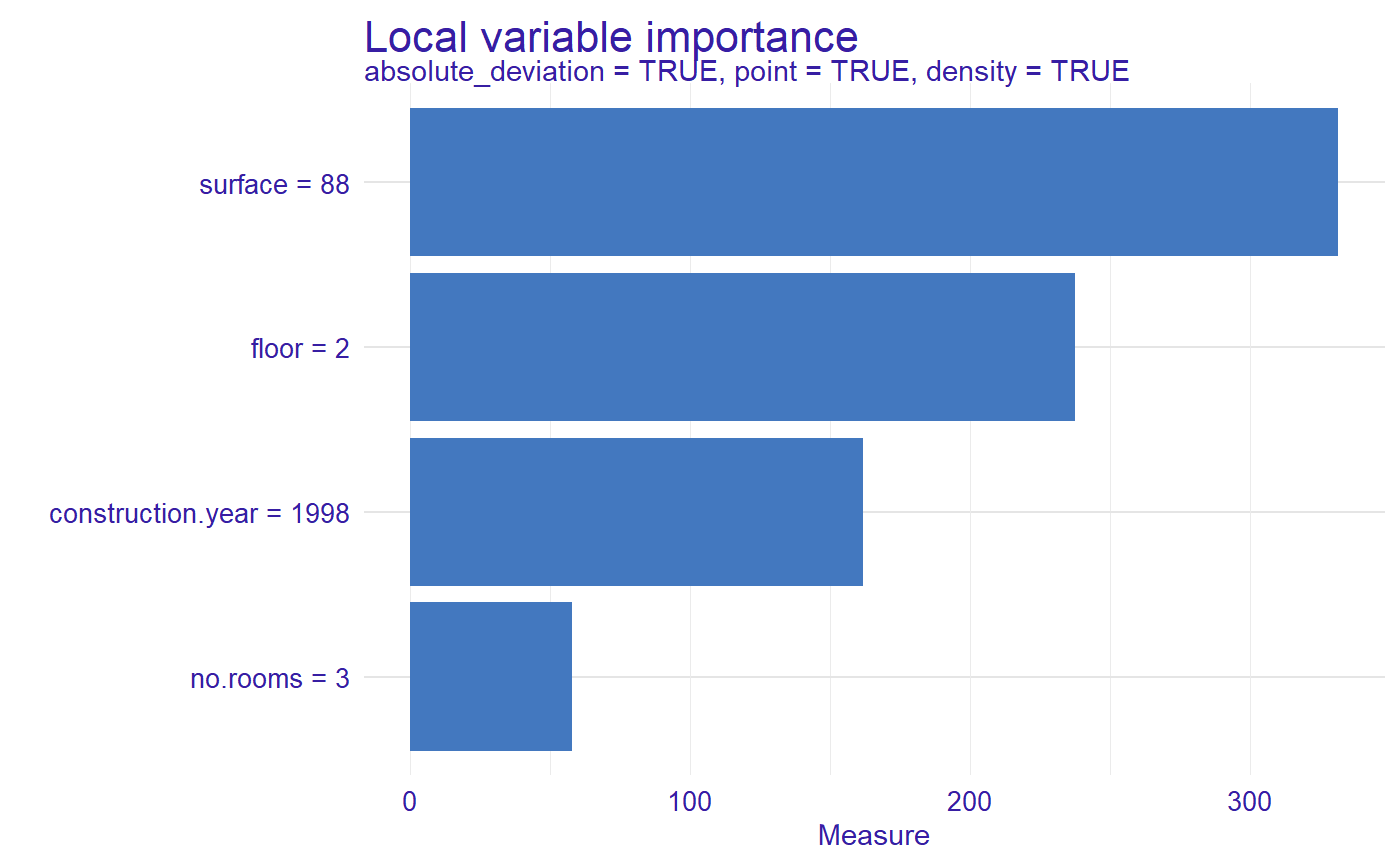 Local variable importance
absolute_deviation = TRUE, point = TRUE, density = TRUE
surface = 88
floor = 2
construction.year = 1998
no.rooms = 3
0 100 200 300
Measure